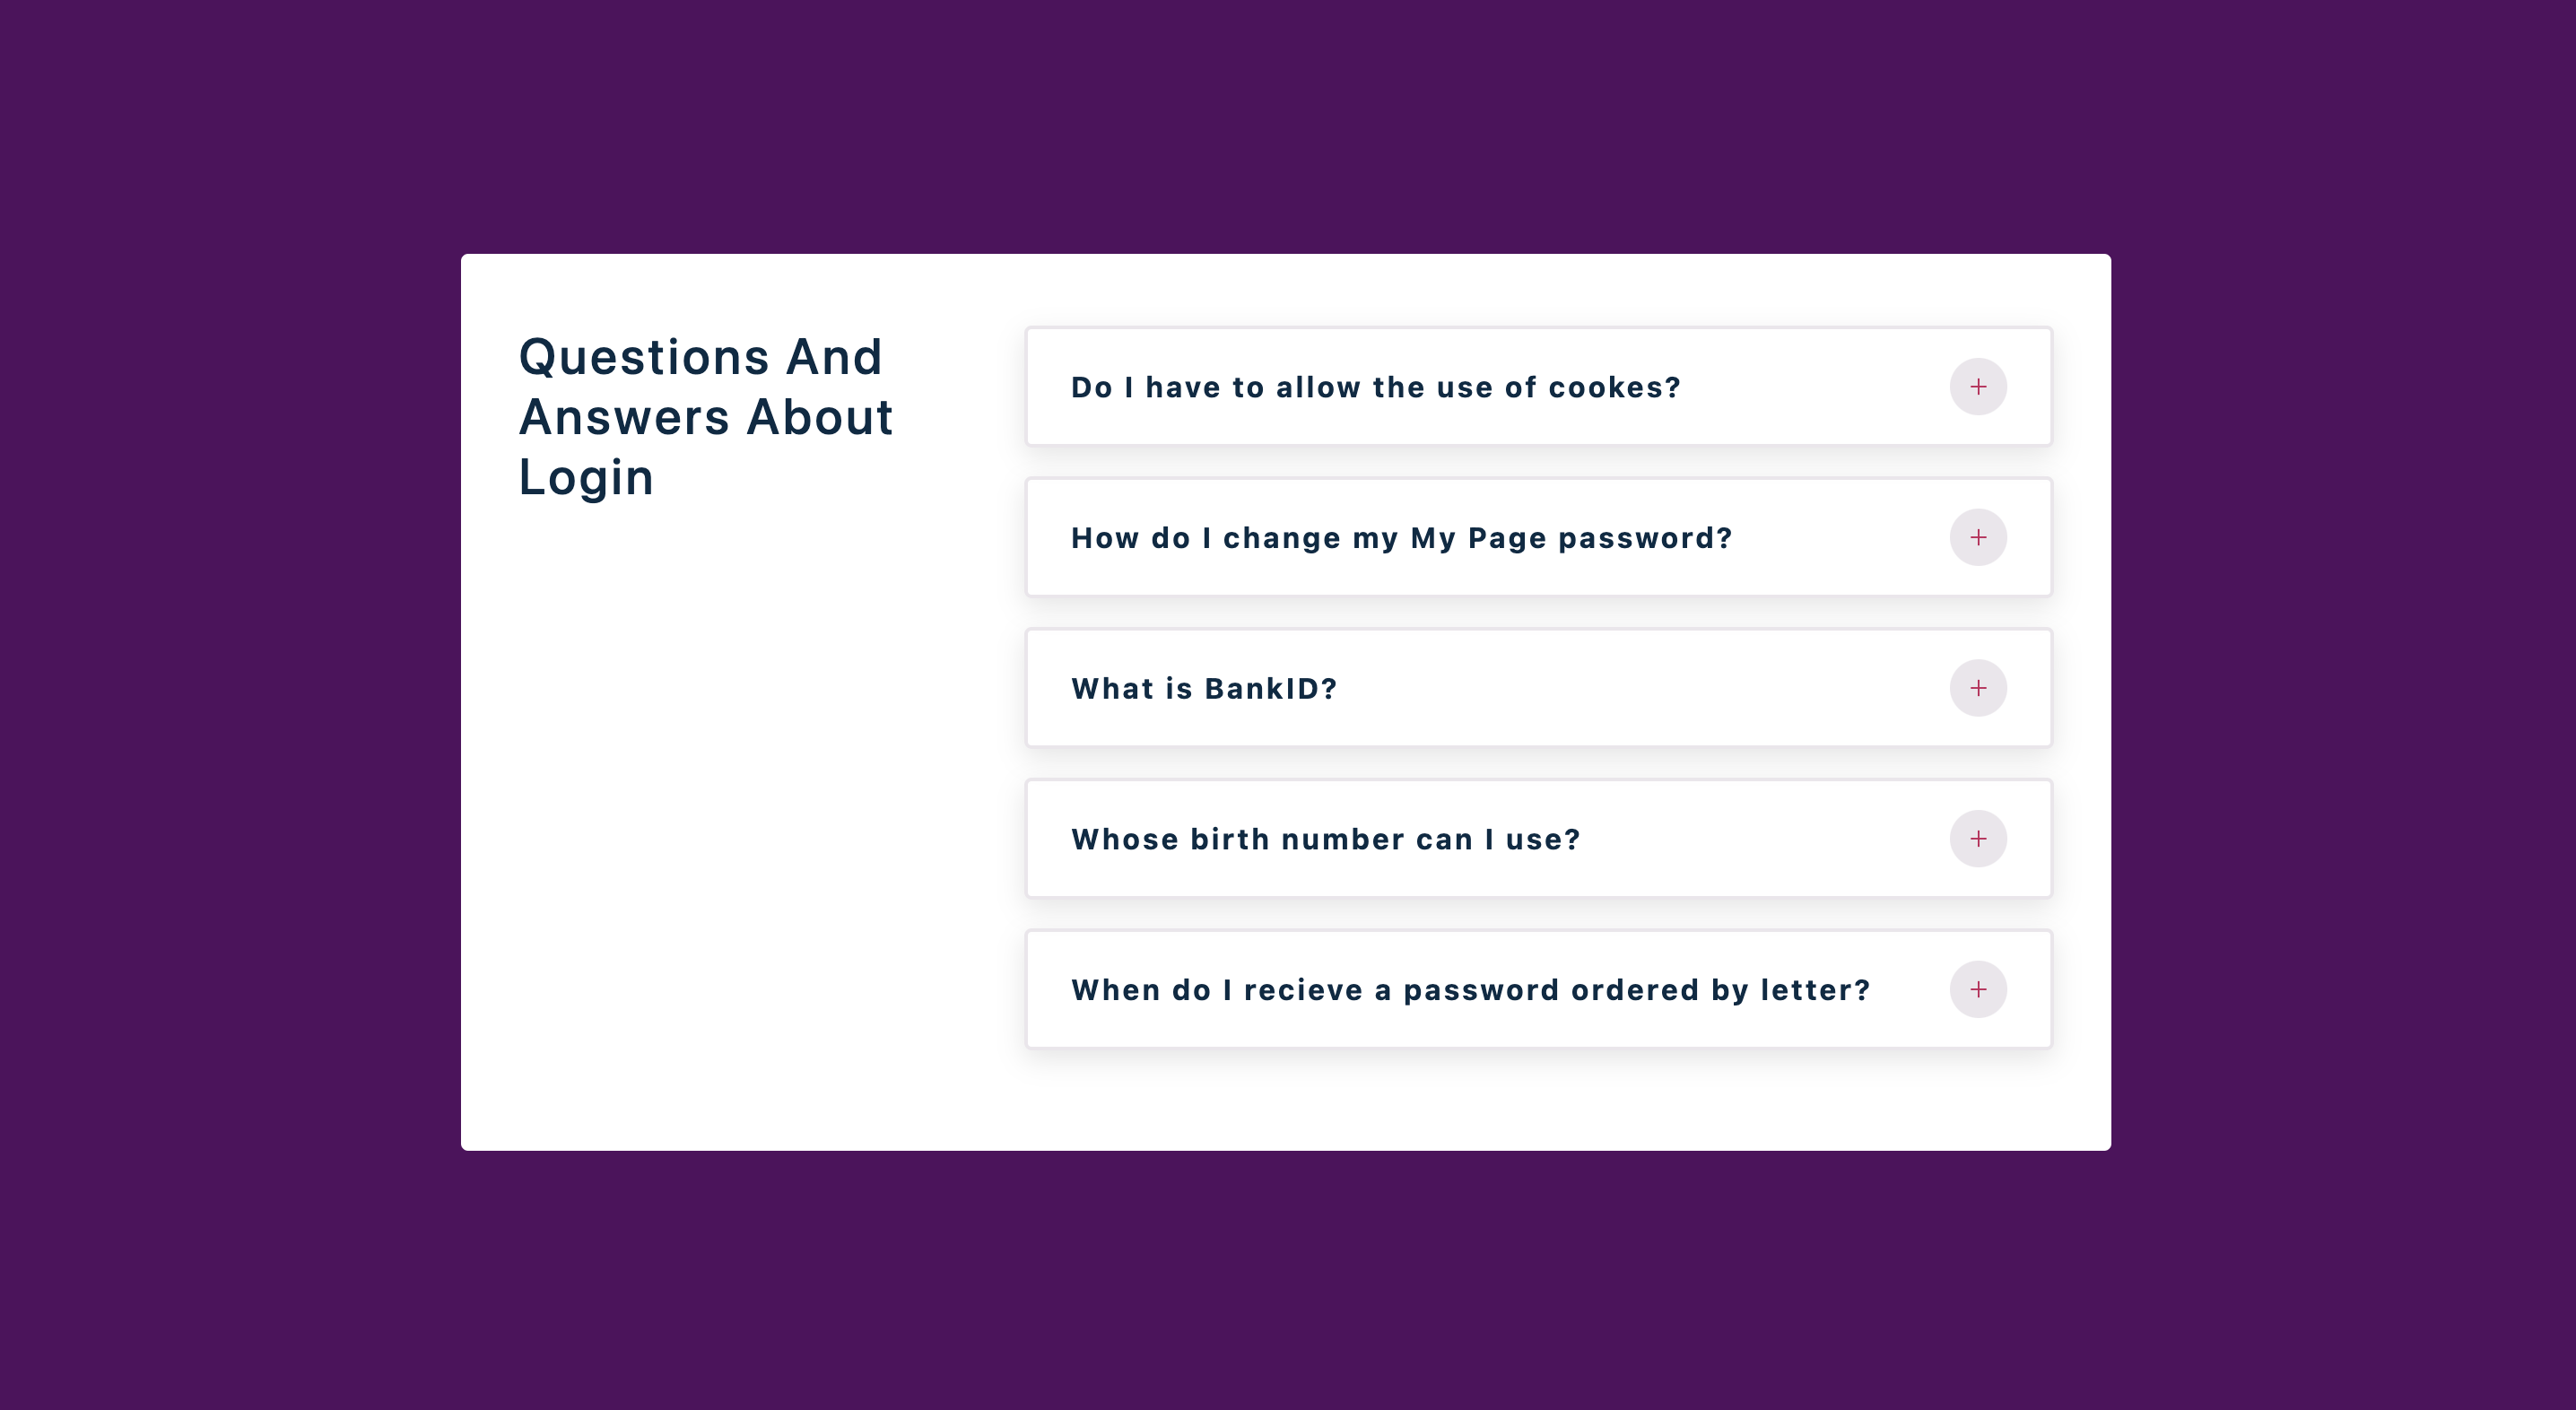 Questions And
Answers About
Login
Do I have to allow the use of cookes?
How do I change my My Page password?
What is BankID?
Whose birth number can I use?
When do I recieve a password ordered by letter?